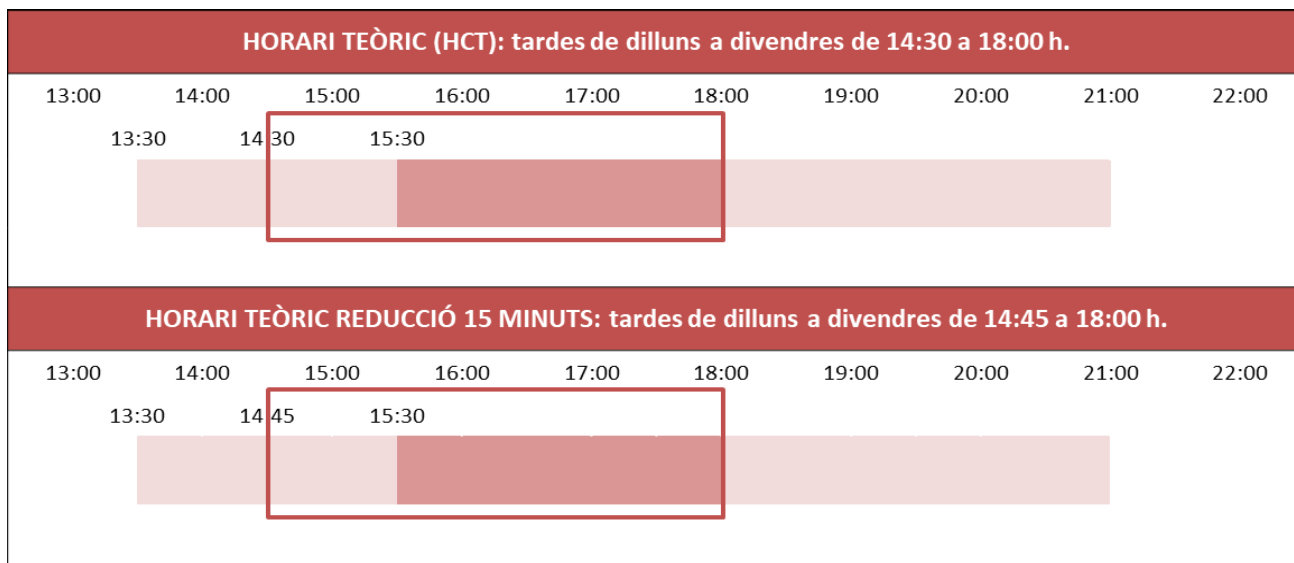 HORARI TEÒRIC (HCT): tardes de dilluns a divendres de 14:30 a 18:00 h.
13:00 14:00 15:00 16:00 17:00 18:00 19:00 20:00 21:00 22:00
13:30 14:30 15:30
HORARI TEÒRIC REDUCCIÓ 15 MINUTS: tardes de dilluns a divendres de 14:45 a 18:00 h.
13:00 14:00 15:00 16:00 17:00 18:00 19:00 20:00 21:00 22:00
13:30 14:45 15:30